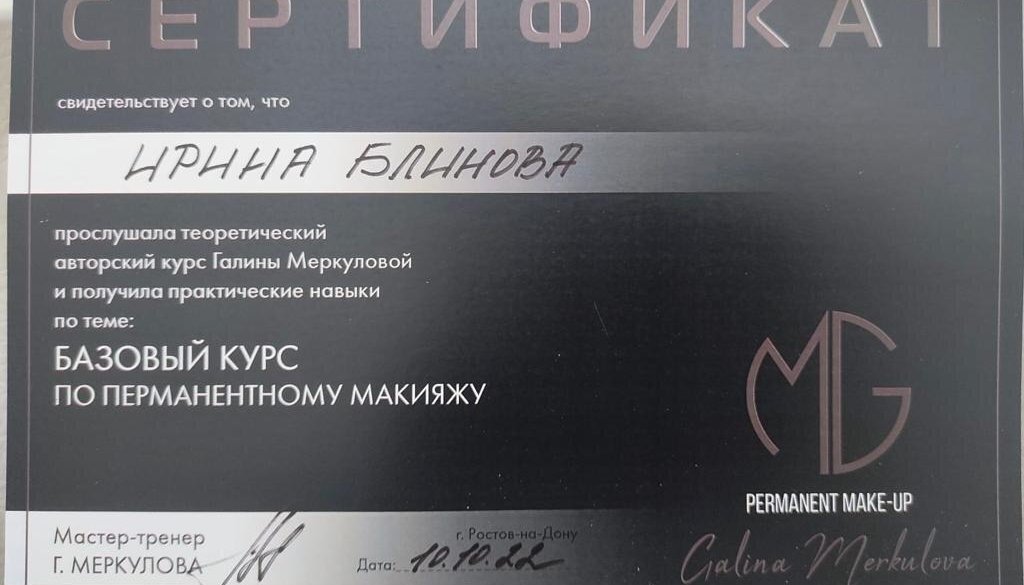 СЕРТИФИКАТ
свидетельствует о том, что
ИРИНА БЛИНОВА
прослушала теоретический
авторский курс Галины Меркуловой
и получила практические навыки
по теме:
БАЗОВЫЙ КУРС
ПО ПЕРМАНЕНТНОМУ МАКИЯЖУ
MG
PERMANENT MAKE-UP
Мастер-тренер
Г. МЕРКУЛОВА
г. Ростов-на-Дону
Дата: 10.10.22
Galina Merkulova